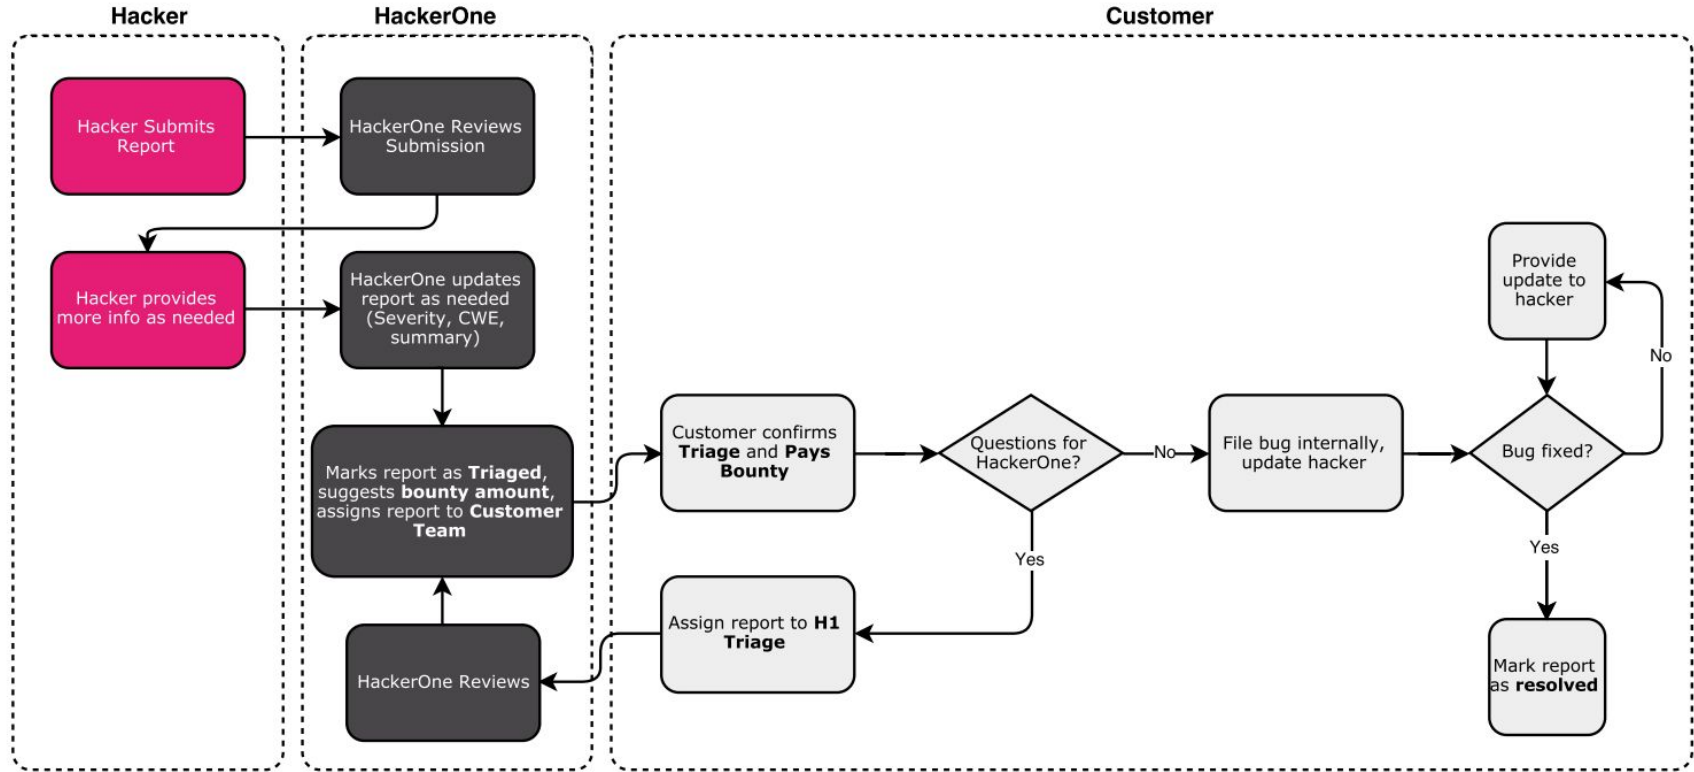 Hacker
HackerOne
Customer
Hacker Submits
Report
HackerOne Reviews
Submission
Hacker provides
more info as needed
HackerOne updates
report as needed
(Severity, CWE,
summary)
Marks report as Triaged,
suggests bounty amount,
assigns report to Customer
Team
HackerOne Reviews
Customer confirms
Triage and Pays
Bounty
Questions for
HackerOne?
No
Yes
Assign report to H1
Triage
File bug internally,
update hacker
Provide
update to
hacker
No
Bug fixed?
Yes
Mark report
as resolved